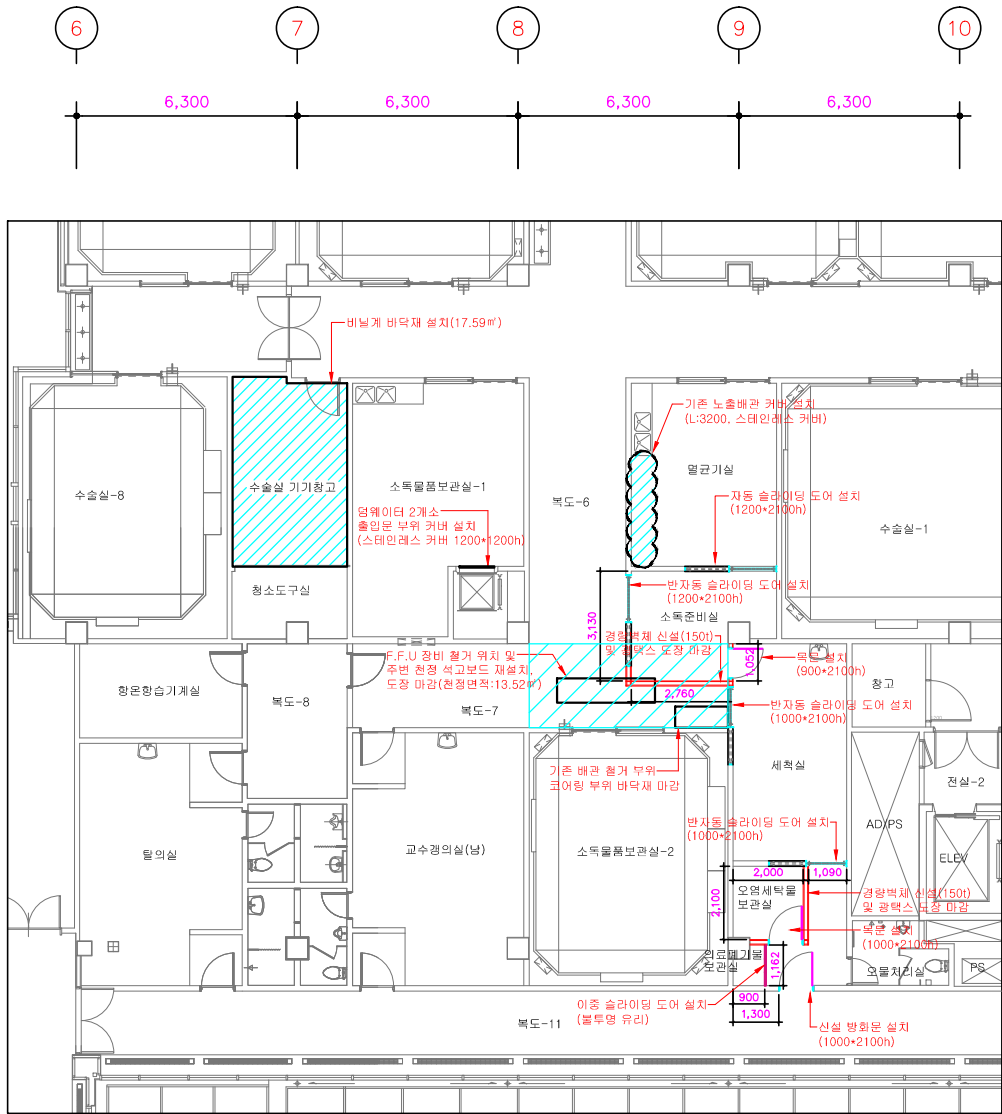 6 7 8 9 10
6,300 6,300 6,300 6,300
비닐계 바닥재 설치(17.59㎡)
기존 노출배관 커버 설치
(L:3200, 스테인레스 커버)
멸균기실
수술실-8
수술실 기기창고
소독물품보관실-1
복도-6
자동 슬라이딩 도어 설치
(1200*2100h)
수술실-1
덤웨이터 2개소
출입문 부위 커버 설치
(스테인레스 커버 1200*1200h)
청소도구실
반자동 슬라이딩 도어 설치
(1200*2100h)
소독준비실
3,130
경량벽체 신설(150t)
및 광택스 도장 마감
1,052
목문 설치
(900*2100h)
F.F.U 장비 철거 위치 및
주변 천정 석고보드 재설치,
도장 마감(천정면적:13.52㎡)
항온항습기계실
복도-8
복도-7
2,760
창고
반자동 슬라이딩 도어 설치
(1000*2100h)
기존 배관 철거 부위
코어링 부위 바닥재 마감
세척실
전실-2
반자동 슬라이딩 도어 설치
(1000*2100h)
AD/PS
탈의실
교수갱의실(남)
소독물품보관실-2
ELEV
2,000
1,090
오염세탁물
보관실
2,100
경량벽체 신설(150t)
및 광택스 도장 마감
목문 설치
(1000*2100h)
의료폐기물
보관실
1,162
오물처리실
PS
900
이중 슬라이딩 도어 설치
(불투명 유리)
1,300
복도-11
신설 방화문 설치
(1000*2100h)